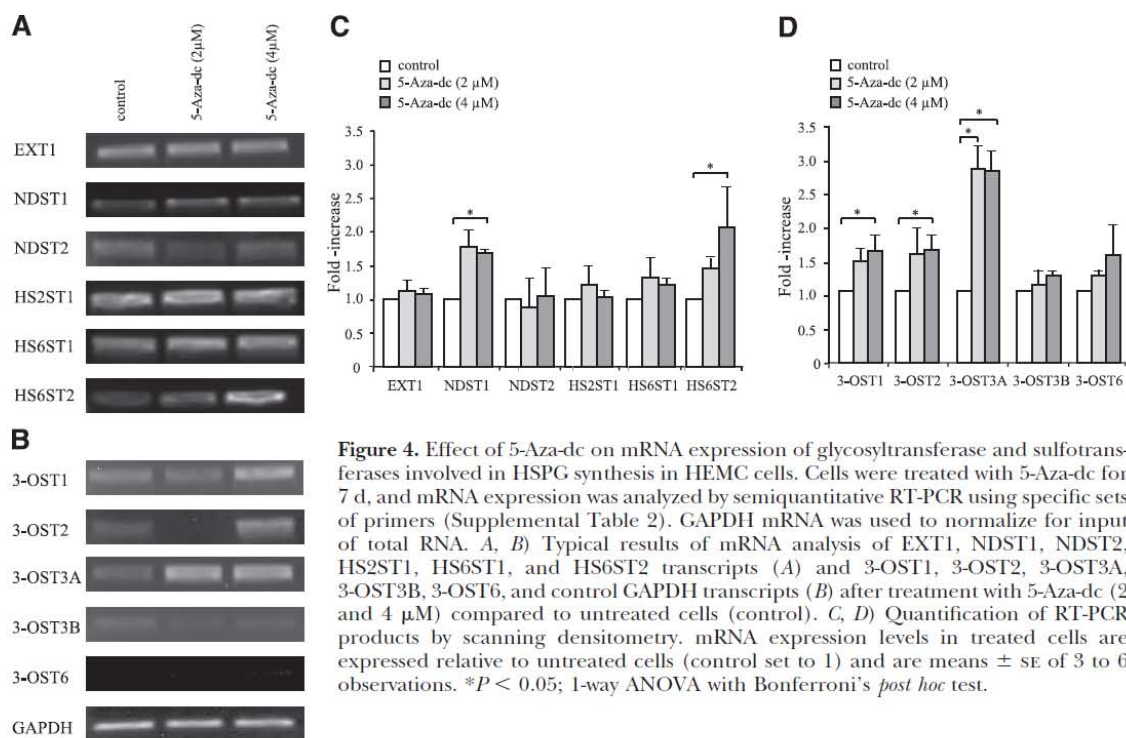 A
control
5-Aza-dc (2µM)
5-Aza-dc (4µM)
EXT1
NDST1
NDST2
HS2ST1
HS6ST1
HS6ST2
B
3-OST1
3-OST2
3-OST3A
3-OST3B
3-OST6
GAPDH
C
control
5-Aza-dc (2 µM)
5-Aza-dc (4 µM)
Fold -increase
3.5
3.0
2.5
2.0
1.5
1.0
0.5
0
*
*
EXT1 NDST1 NDST2 HS2ST1 HS6ST1 HS6ST2
D
control
5-Aza-dc (2 µM)
5-Aza-dc (4 µM)
Fold -increase
3.5
3.0
2.5
2.0
1.5
1.0
0.5
0
*
*
*
*
3-OST1 3-OST2 3-OST3A 3-OST3B 3-OST6
Figure 4. Effect of 5-Aza-dc on mRNA expression of glycosyltransferase and sulfotrans-
ferases involved in HSPG synthesis in HEMC cells. Cells were treated with 5-Aza-dc for
7 d, and mRNA expression was analyzed by semiquantitative RT-PCR using specific sets
of primers (Supplemental Table 2). GAPDH mRNA was used to normalize for input
of total RNA. A, B) Typical results of mRNA analysis of EXT1, NDST1, NDST2,
HS2ST1, HS6ST1, and HS6ST2 transcripts (A) and 3-OST1, 3-OST2, 3-OST3A,
3-OST3B, 3-OST6, and control GAPDH transcripts (B) after treatment with 5-Aza-dc (2
and 4 µM) compared to untreated cells (control). C, D) Quantification of RT-PCR
products by scanning densitometry. mRNA expression levels in treated cells are
expressed relative to untreated cells (control set to 1) and are means ± SE of 3 to 6
observations. *P < 0.05; 1-way ANOVA with Bonferroni's post hoc test.